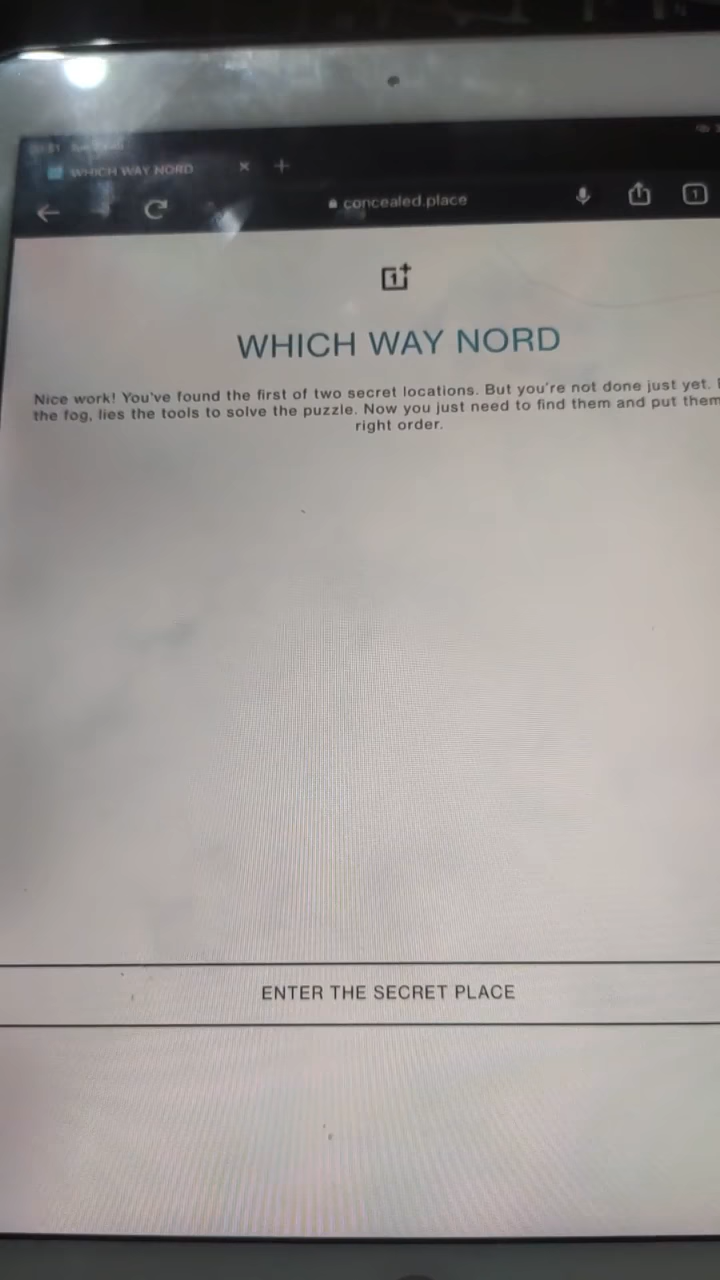 WHICH WAY NORD
concealed.place
1
1+
WHICH WAY NORD
Nice work! You've found the first of two secret locations. But you're not done just yet.
the fog, lies the tools to solve the puzzle. Now you just need to find them and put them
right order.
ENTER THE SECRET PLACE